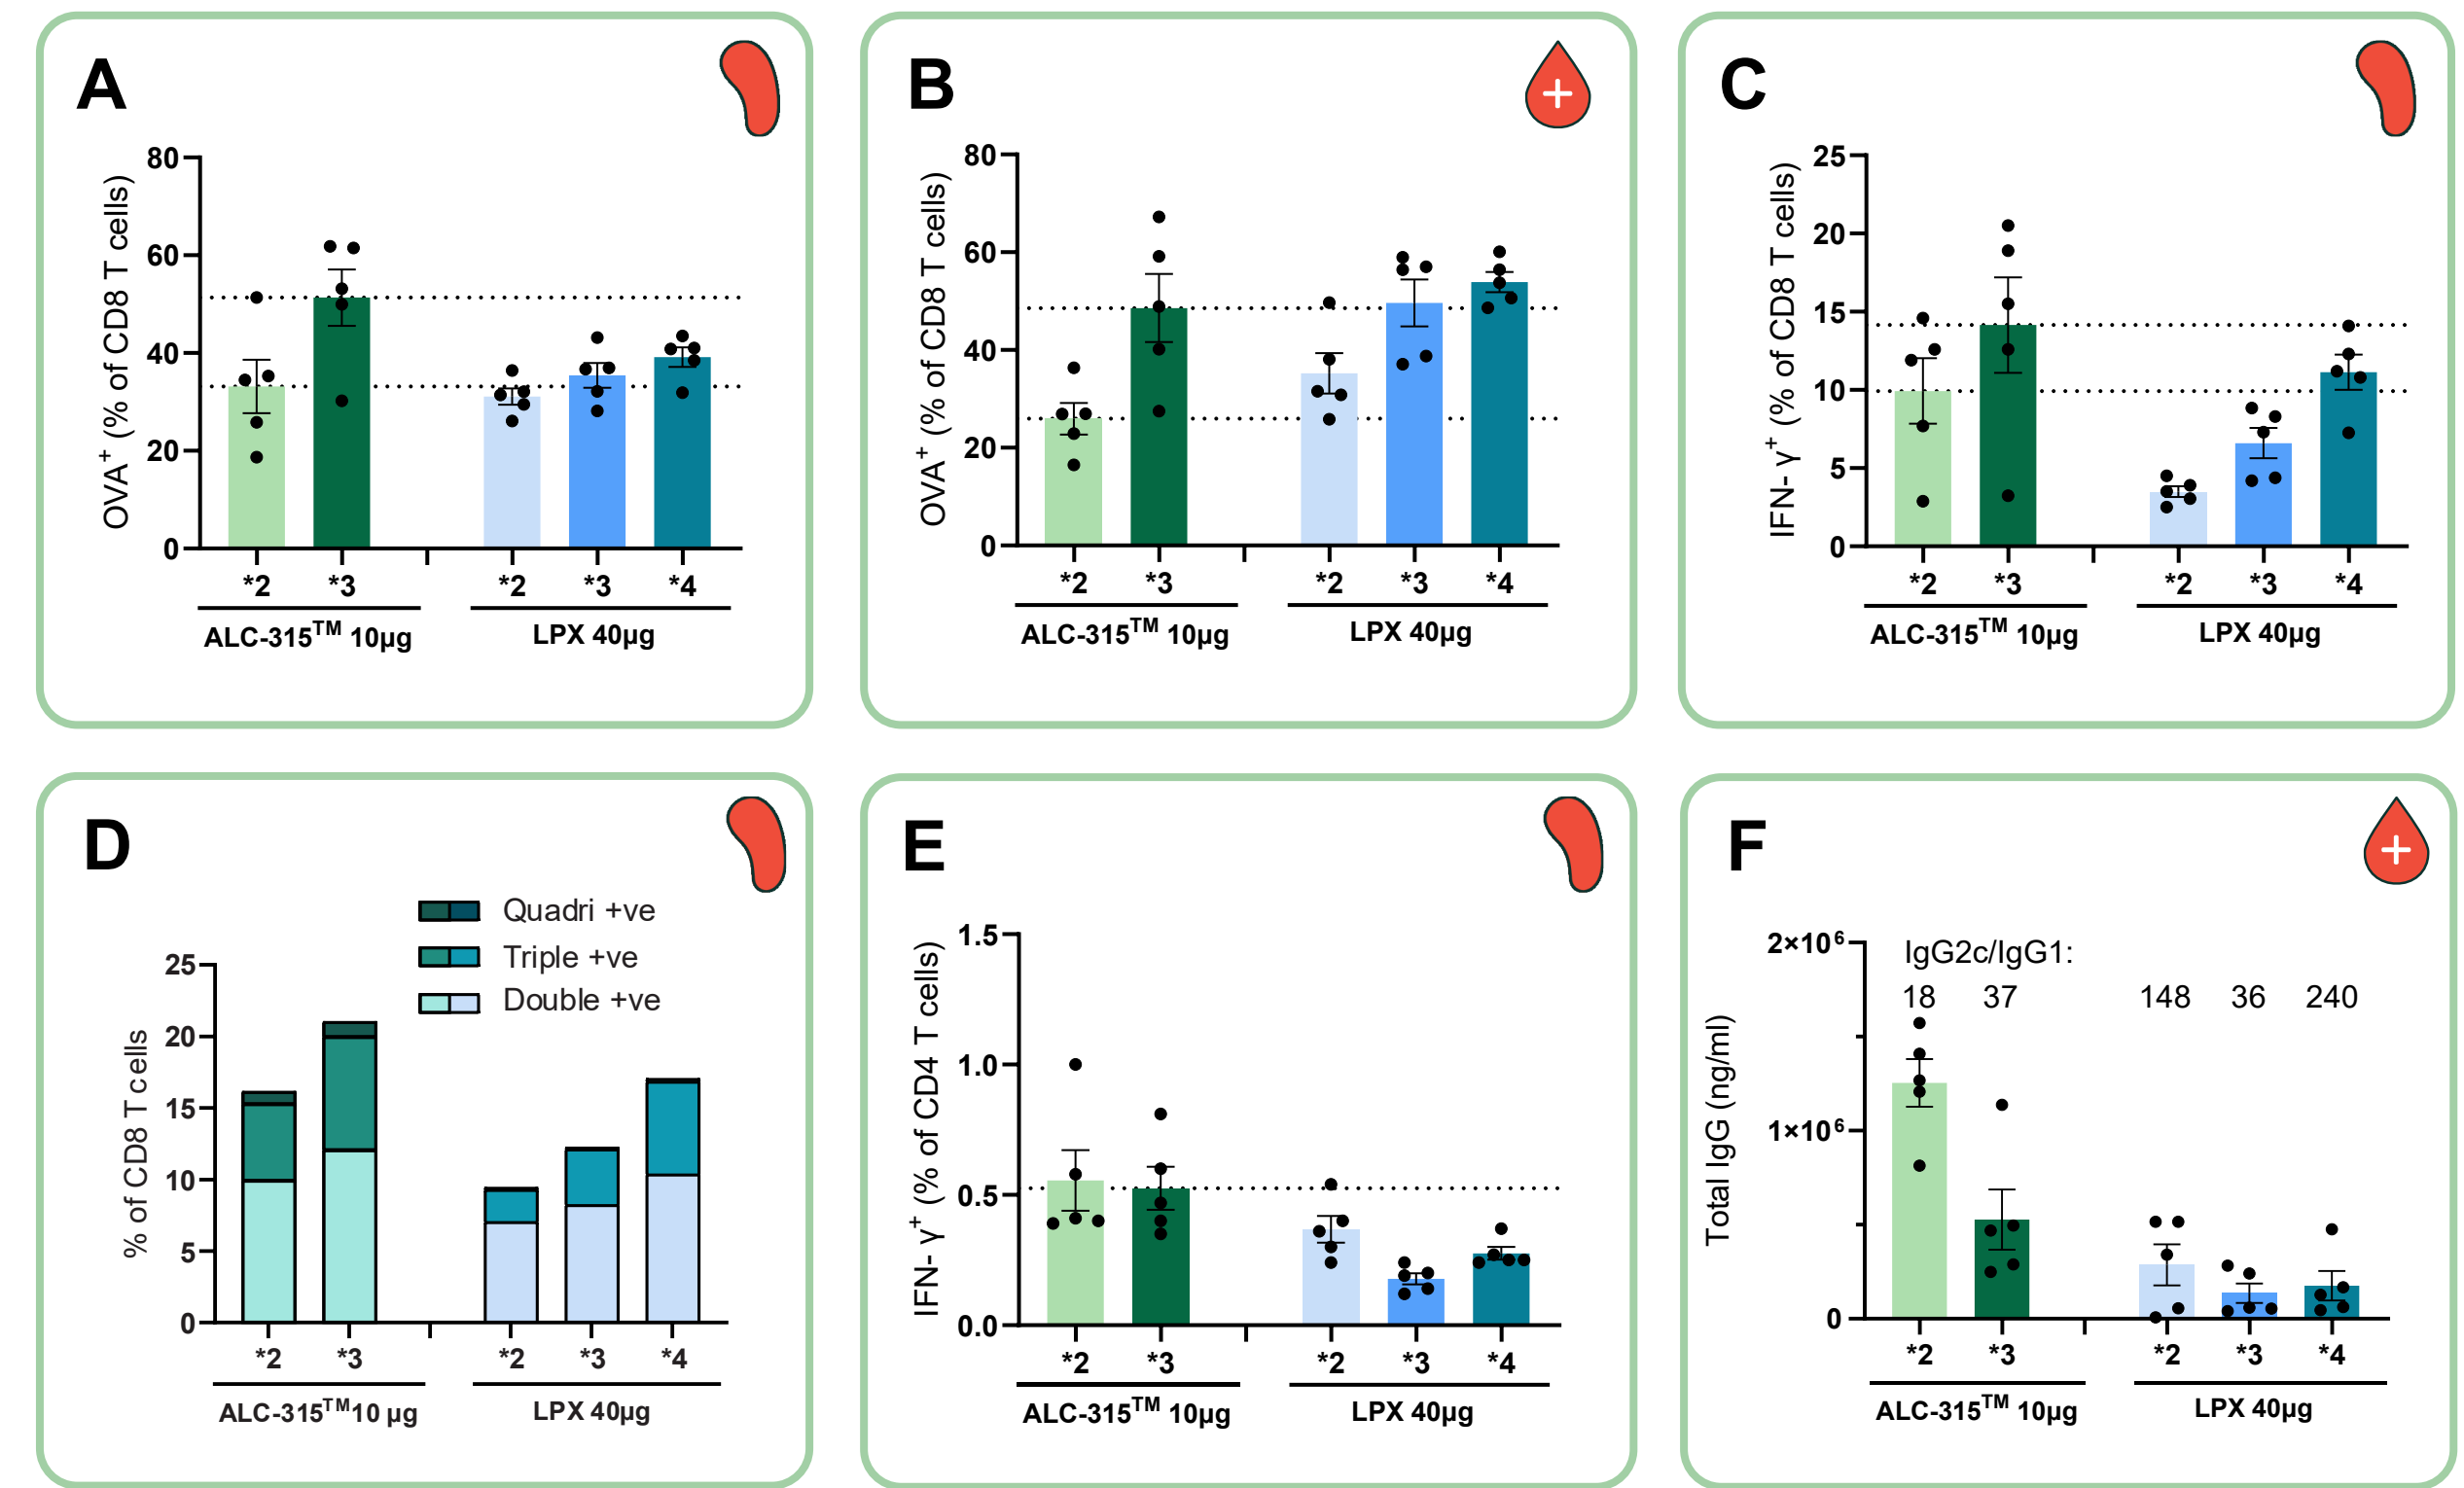 A
OVA⁺ (% of CD8 T cells)
80
60
40
20
0
*2 *3 *2 *3 *4
ALC-315™ 10µg LPX 40µg
B
OVA⁺ (% of CD8 T cells)
80
60
40
20
0
*2 *3 *2 *3 *4
ALC-315™ 10µg LPX 40µg
C
IFN- γ⁺ (% of CD8 T cells)
25
20
15
10
5
0
*2 *3 *2 *3 *4
ALC-315™ 10µg LPX 40µg
D
Quadri +ve
Triple +ve
Double +ve
% of CD8 T cells
25
20
15
10
5
0
*2 *3 *2 *3 *4
ALC-315™10 µg LPX 40µg
E
IFN- γ⁺ (% of CD4 T cells)
1.5
1.0
0.5
0.0
*2 *3 *2 *3 *4
ALC-315™ 10µg LPX 40µg
F
Total IgG (ng/ml)
2×10⁶
1×10⁶
0
IgG2c/IgG1:
18 37 148 36 240
*2 *3 *2 *3 *4
ALC-315™ 10µg LPX 40µg